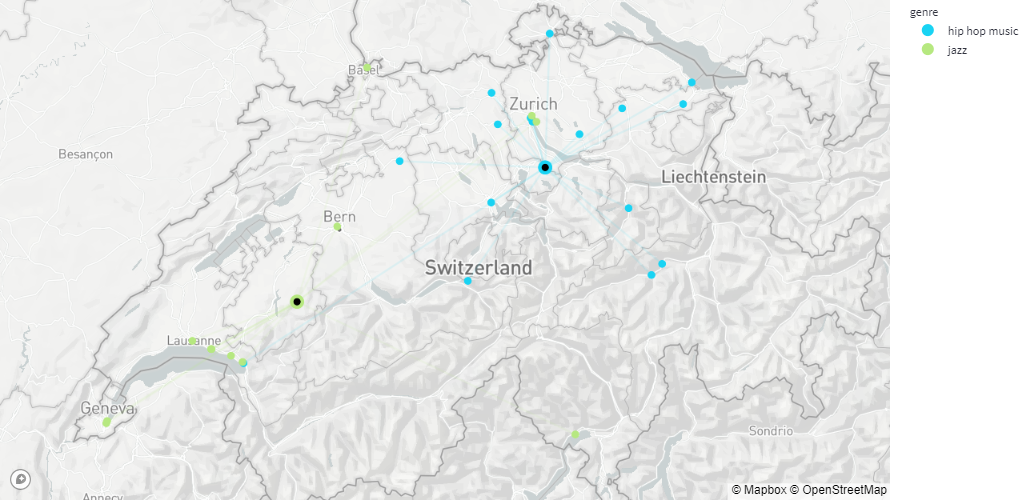 genre
hip hop music
jazz
Basel
Zurich
Besançon
Liechtenstein
Bern
Switzerland
Lausanne
Geneva
Sondrio
Annecy
© Mapbox © OpenStreetMap